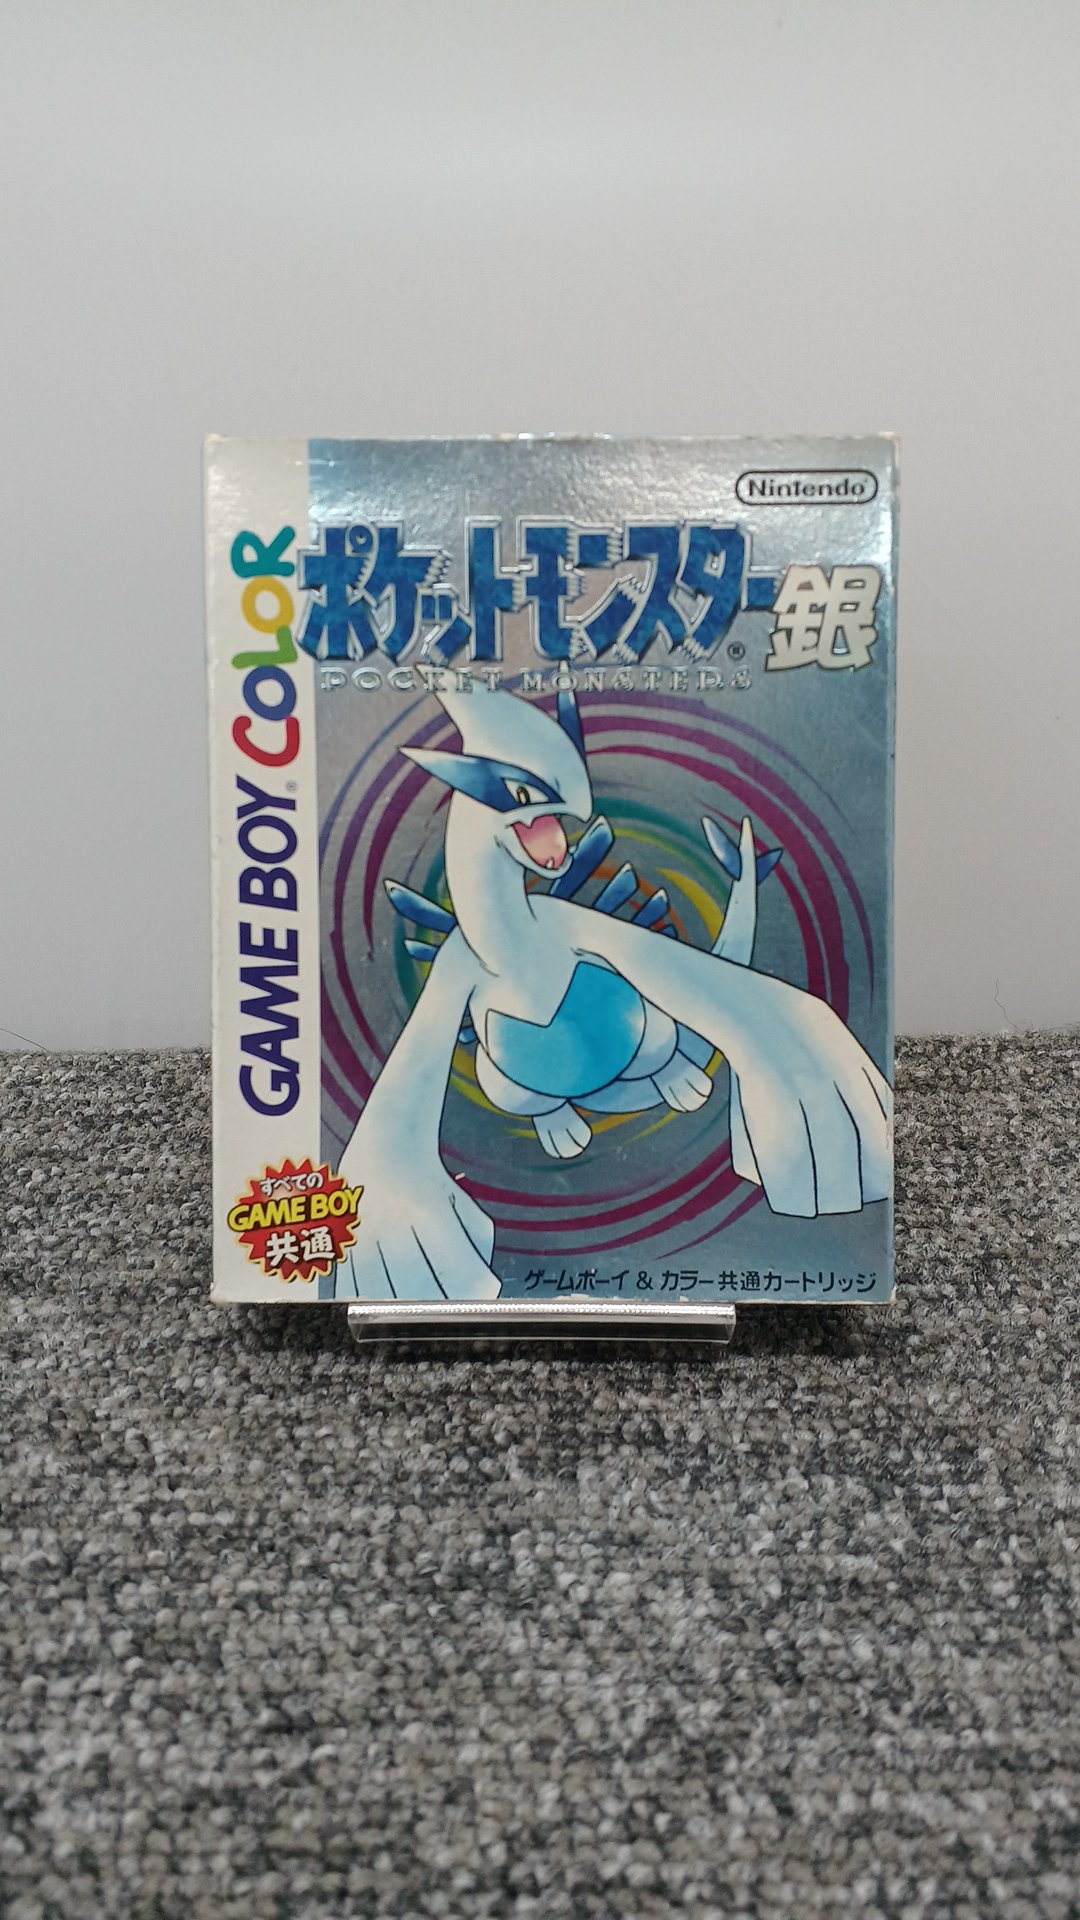 Nintendo
ポケットモンスター銀
POCKET MONSTERS
GAME BOY COLOR
すべての
GAME BOY
共通
ゲームボーイ & カラー共通カートリッジ